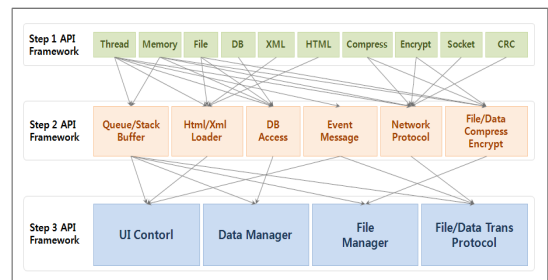 Step 1 API
Framework
Thread
Memory
File
DB
XML
HTML
Compress
Encrypt
Socket
CRC
Step 2 API
Framework
Queue/Stack
Buffer
Html/Xml
Loader
DB
Access
Event
Message
Network
Protocol
File/Data
Compress
Encrypt
Step 3 API
Framework
UI Contorl
Data Manager
File
Manager
File/Data Trans
Protocol